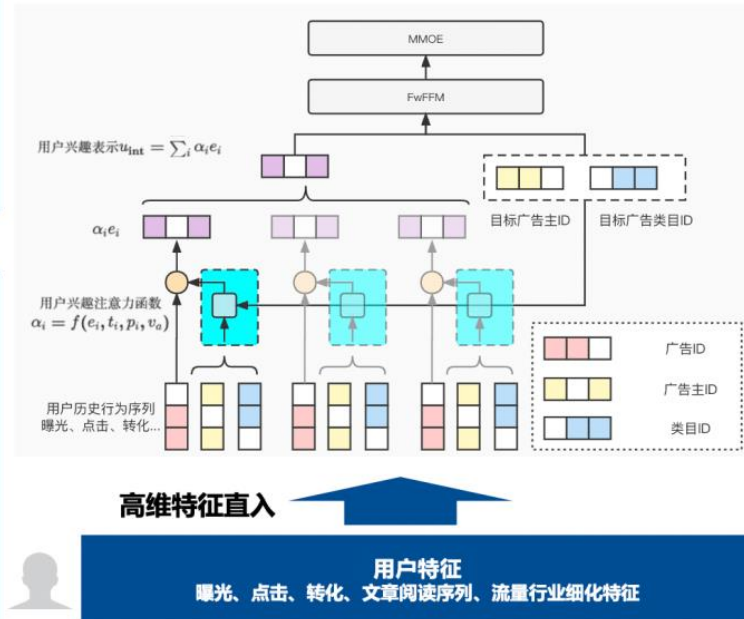 MMOE
FwFFM
用户兴趣表示u_int = ∑_i α_i e_i
目标广告主ID
目标广告类目ID
α_i e_i
用户兴趣注意力函数
α_i = f(e_i, t_i, p_i, v_a)
用户历史行为序列
曝光、点击、转化...
广告ID
广告主ID
类目ID
高维特征直入
用户特征
曝光、点击、转化、文章阅读序列、流量行业细化特征